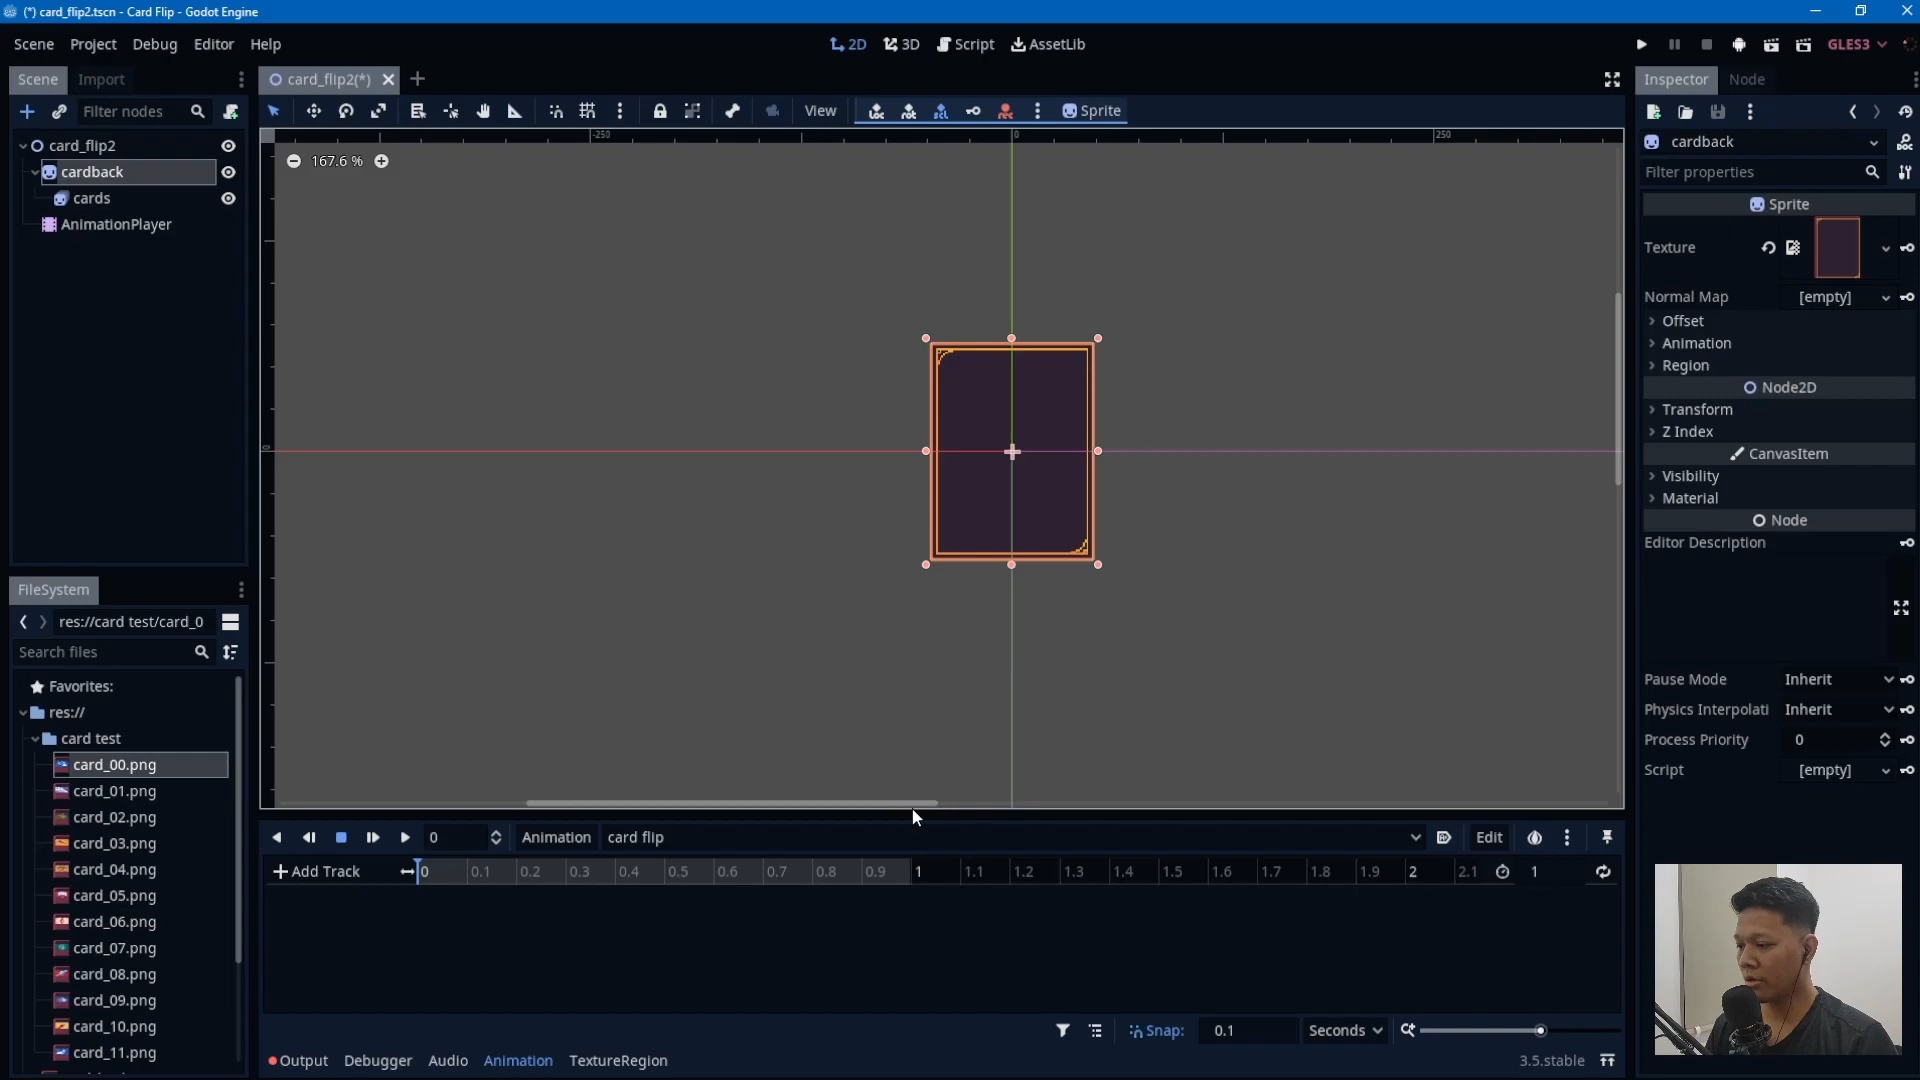 (*) card_flip2.tscn - Card Flip - Godot Engine
Scene Project Debug Editor Help
2D 3D Script AssetLib
GLES3
Scene Import
card_flip2(*)
Inspector Node
Filter nodes
View
Sprite
card_flip2
cardback
cards
AnimationPlayer
-250 0 250
167.6 %
0
cardback
Filter properties
Sprite
Texture
Normal Map [empty]
Offset
Animation
Region
Node2D
Transform
Z Index
CanvasItem
Visibility
Material
Node
Editor Description
Pause Mode Inherit
Physics Interpolati Inherit
Process Priority 0
Script [empty]
FileSystem
res://card test/card_0
Search files
Favorites:
res://
card test
card_00.png
card_01.png
card_02.png
card_03.png
card_04.png
card_05.png
card_06.png
card_07.png
card_08.png
card_09.png
card_10.png
card_11.png
0 Animation card flip Edit
Add Track 0 0.1 0.2 0.3 0.4 0.5 0.6 0.7 0.8 0.9 1 1.1 1.2 1.3 1.4 1.5 1.6 1.7 1.8 1.9 2 2.1 1
Snap: 0.1 Seconds
Output Debugger Audio Animation TextureRegion
3.5.stable